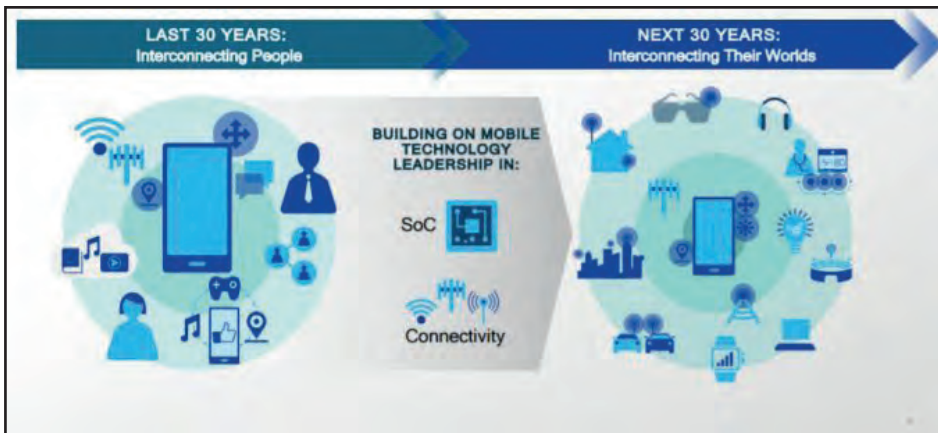 LAST 30 YEARS:
Interconnecting People
NEXT 30 YEARS:
Interconnecting Their Worlds
BUILDING ON MOBILE
TECHNOLOGY
LEADERSHIP IN:
SoC
Connectivity